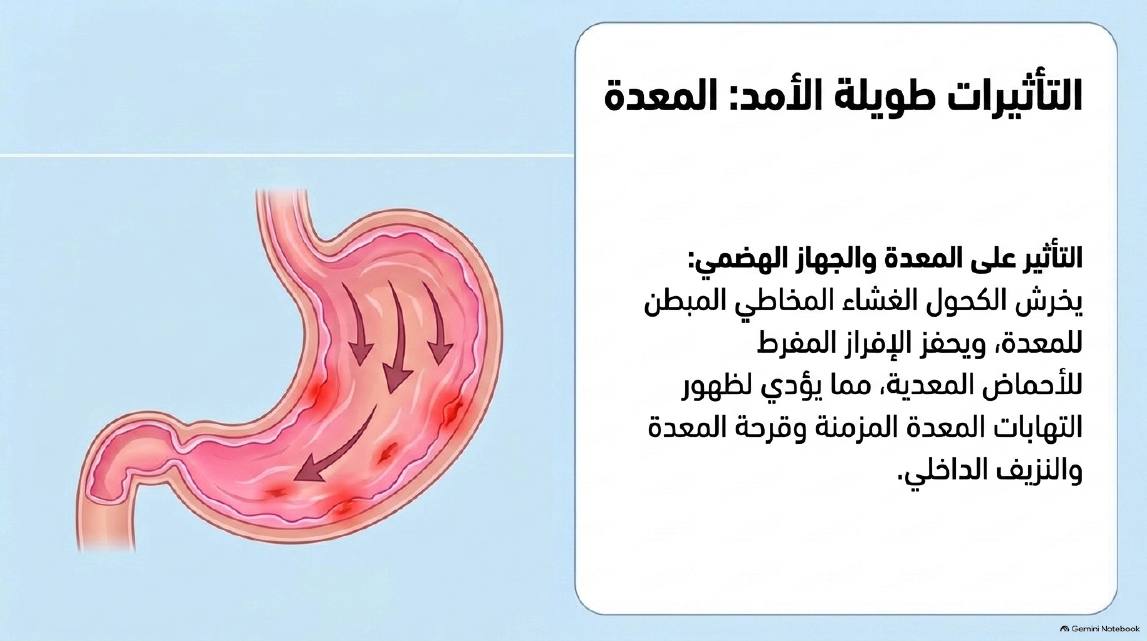 التأثيرات طويلة الأمد: المعدة
التأثير على المعدة والجهاز الهضمي:
يخرش الكحول الغشاء المخاطي المبطن
للمعدة، ويحفز الإفراز المفرط
للأحماض المعدية، مما يؤدي لظهور
التهابات المعدة المزمنة وقرحة المعدة
والنزيف الداخلي.
Gemini Notebook